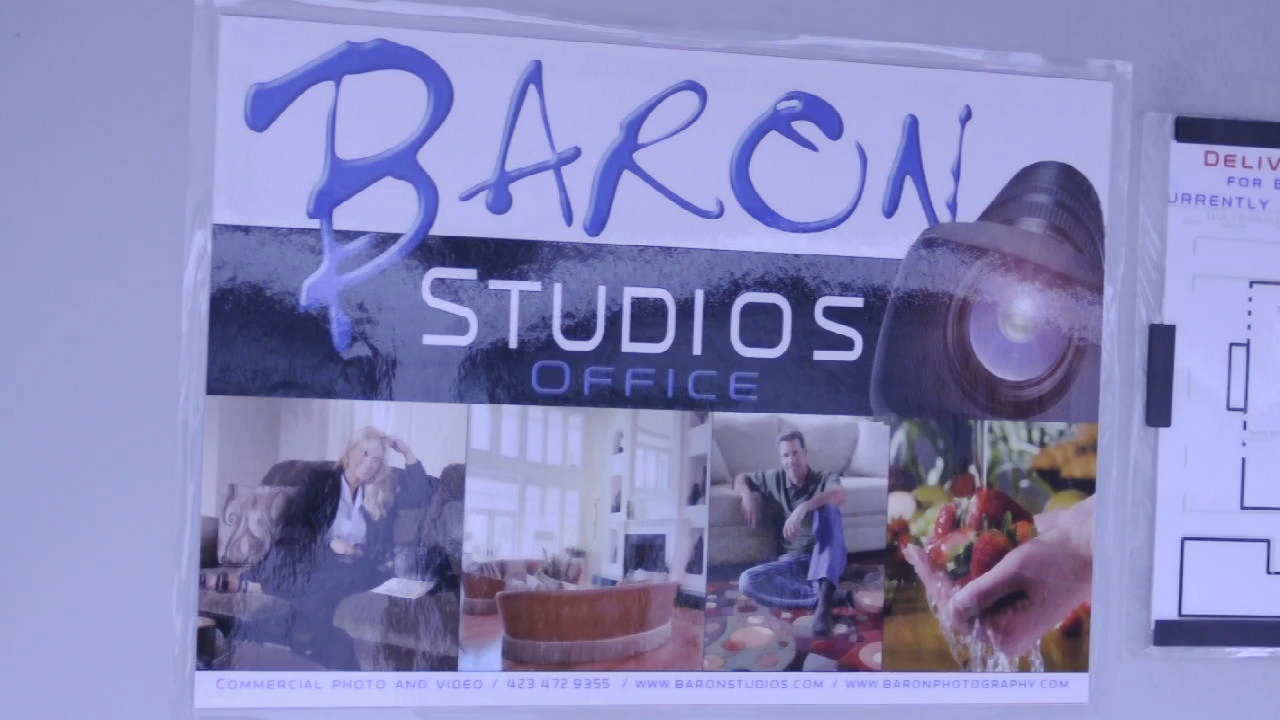 BARON
STUDIOS
OFFICE
COMMERCIAL PHOTO AND VIDEO / 423 472 9355 / WWW.BARONSTUDIOS.COM / WWW.BARONPHOTOGRAPHY.COM
DELIV
FOR
URRENTLY